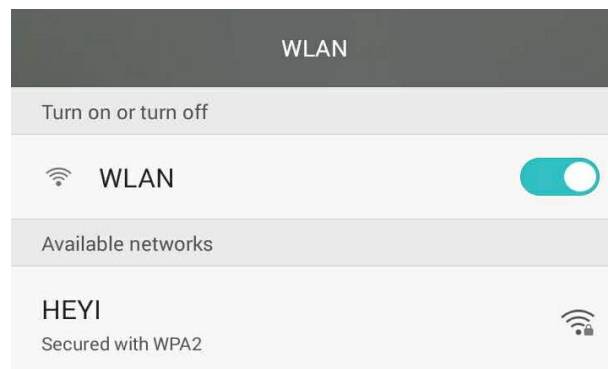 WLAN
Turn on or turn off
WLAN
Available networks
HEYI
Secured with WPA2